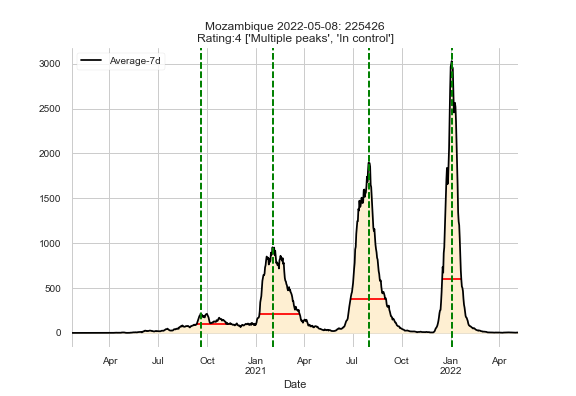 Mozambique 2022-05-08: 225426
Rating:4 ['Multiple peaks', 'In control']
Average-7d
3000
2500
2000
1500
1000
500
0
Apr Jul Oct Jan Apr Jul Oct Jan Apr
2021 2022
Date